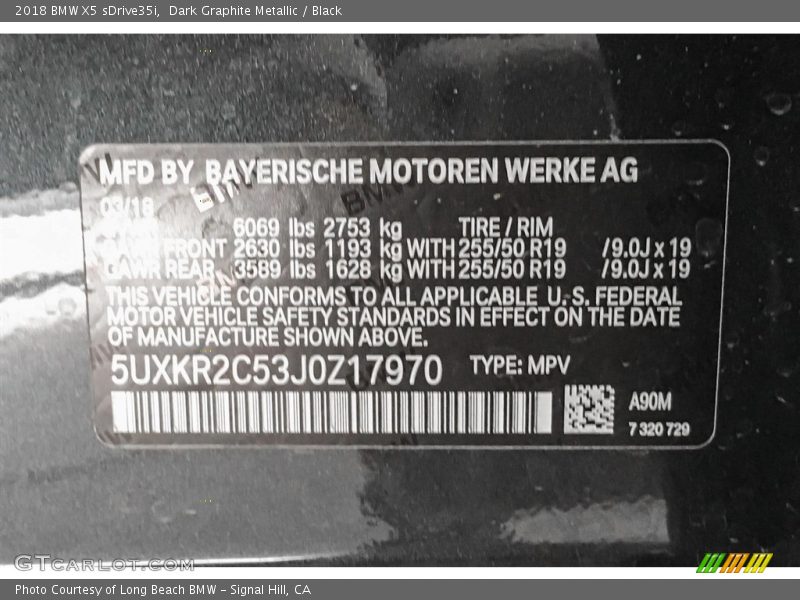 2018 BMW X5 sDrive35i, Dark Graphite Metallic / Black
MFD BY BAYERISCHE MOTOREN WERKE AG
03/18
6069 lbs 2753 kg TIRE / RIM
FRONT 2630 lbs 1193 kg WITH 255/50 R19 /9.0J x 19
GAWR REAR 3589 lbs 1628 kg WITH 255/50 R19 /9.0J x 19
THIS VEHICLE CONFORMS TO ALL APPLICABLE U.S. FEDERAL
MOTOR VEHICLE SAFETY STANDARDS IN EFFECT ON THE DATE
OF MANUFACTURE SHOWN ABOVE.
5UXKR2C53J0Z17970 TYPE: MPV
A90M
7 320 729
GTcarlot.com
Photo Courtesy of Long Beach BMW – Signal Hill, CA